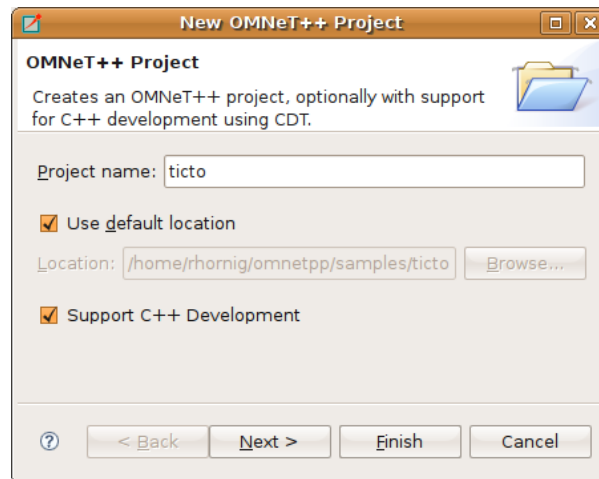 New OMNeT++ Project
OMNeT++ Project
Creates an OMNeT++ project, optionally with support
for C++ development using CDT.
Project name: ticto
Use default location
Location: /home/rhornig/omnetpp/samples/ticto Browse...
Support C++ Development
? < Back Next > Finish Cancel